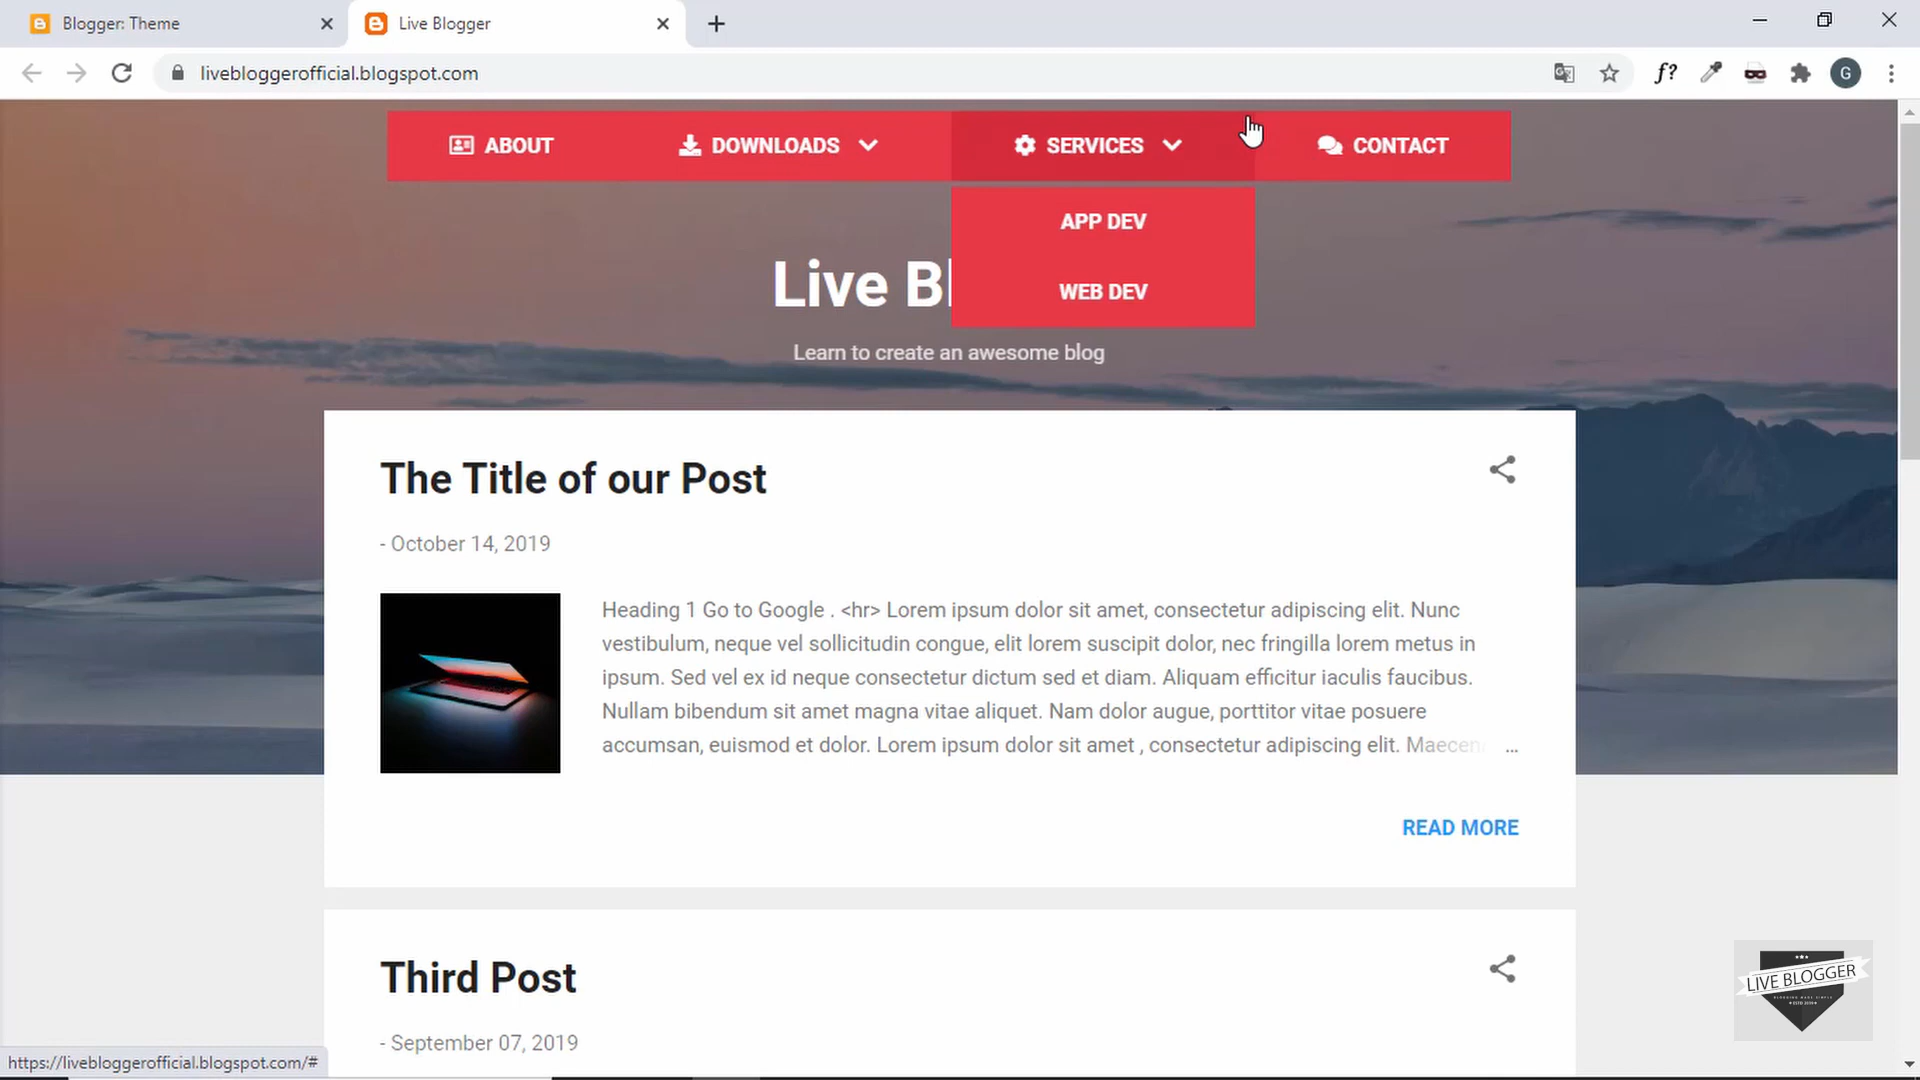 Blogger: Theme
Live Blogger
livebloggerofficial.blogspot.com
f?
G
ABOUT
DOWNLOADS
SERVICES
CONTACT
APP DEV
WEB DEV
Live Bl
Learn to create an awesome blog
The Title of our Post
- October 14, 2019
Heading 1 Go to Google . <hr> Lorem ipsum dolor sit amet, consectetur adipiscing elit. Nunc
vestibulum, neque vel sollicitudin congue, elit lorem suscipit dolor, nec fringilla lorem metus in
ipsum. Sed vel ex id neque consectetur dictum sed et diam. Aliquam efficitur iaculis faucibus.
Nullam bibendum sit amet magna vitae aliquet. Nam dolor augue, porttitor vitae posuere
accumsan, euismod et dolor. Lorem ipsum dolor sit amet , consectetur adipiscing elit. Maecen ...
READ MORE
Third Post
- September 07, 2019
LIVE BLOGGER
BLOGGING MADE SIMPLE
https://livebloggerofficial.blogspot.com/#